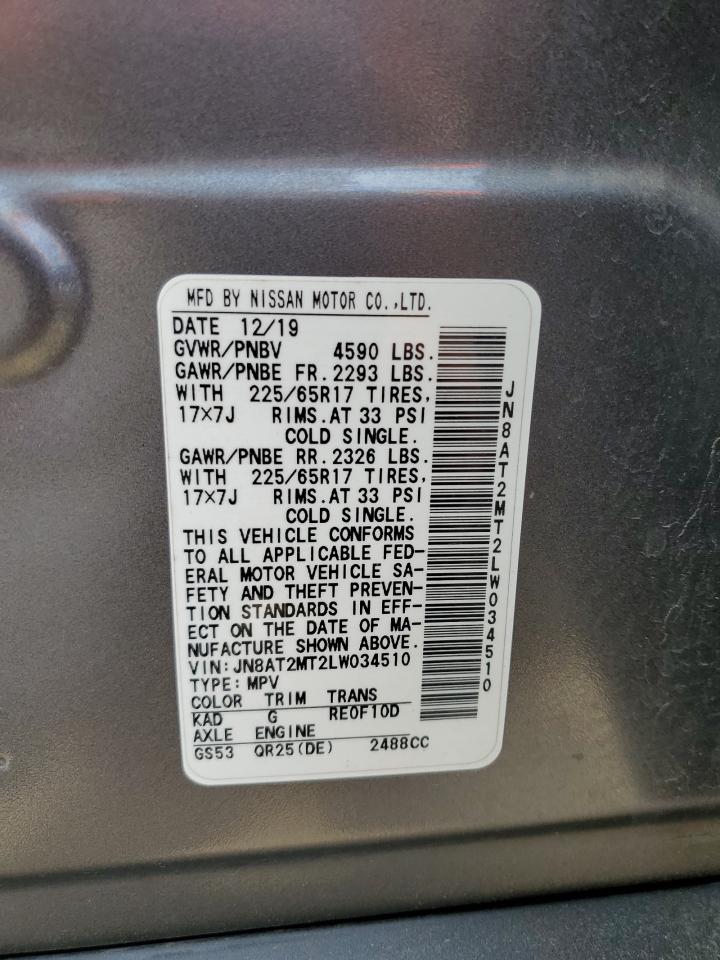 MFD BY NISSAN MOTOR CO.,LTD.
DATE 12/19
GVWR/PNBV 4590 LBS.
GAWR/PNBE FR. 2293 LBS.
WITH 225/65R17 TIRES,
17×7J RIMS. AT 33 PSI
COLD SINGLE.
GAWR/PNBE RR. 2326 LBS.
WITH 225/65R17 TIRES,
17×7J RIMS. AT 33 PSI
COLD SINGLE.
THIS VEHICLE CONFORMS
TO ALL APPLICABLE FED-
ERAL MOTOR VEHICLE SA-
FETY AND THEFT PREVEN-
TION STANDARDS IN EFF-
ECT ON THE DATE OF MA-
NUFACTURE SHOWN ABOVE.
VIN:JN8AT2MT2LW034510
TYPE:MPV
COLOR TRIM TRANS
KAD G RE0F10D
AXLE ENGINE
GS53 QR25(DE) 2488CC
JN8AT2MT2LW034510